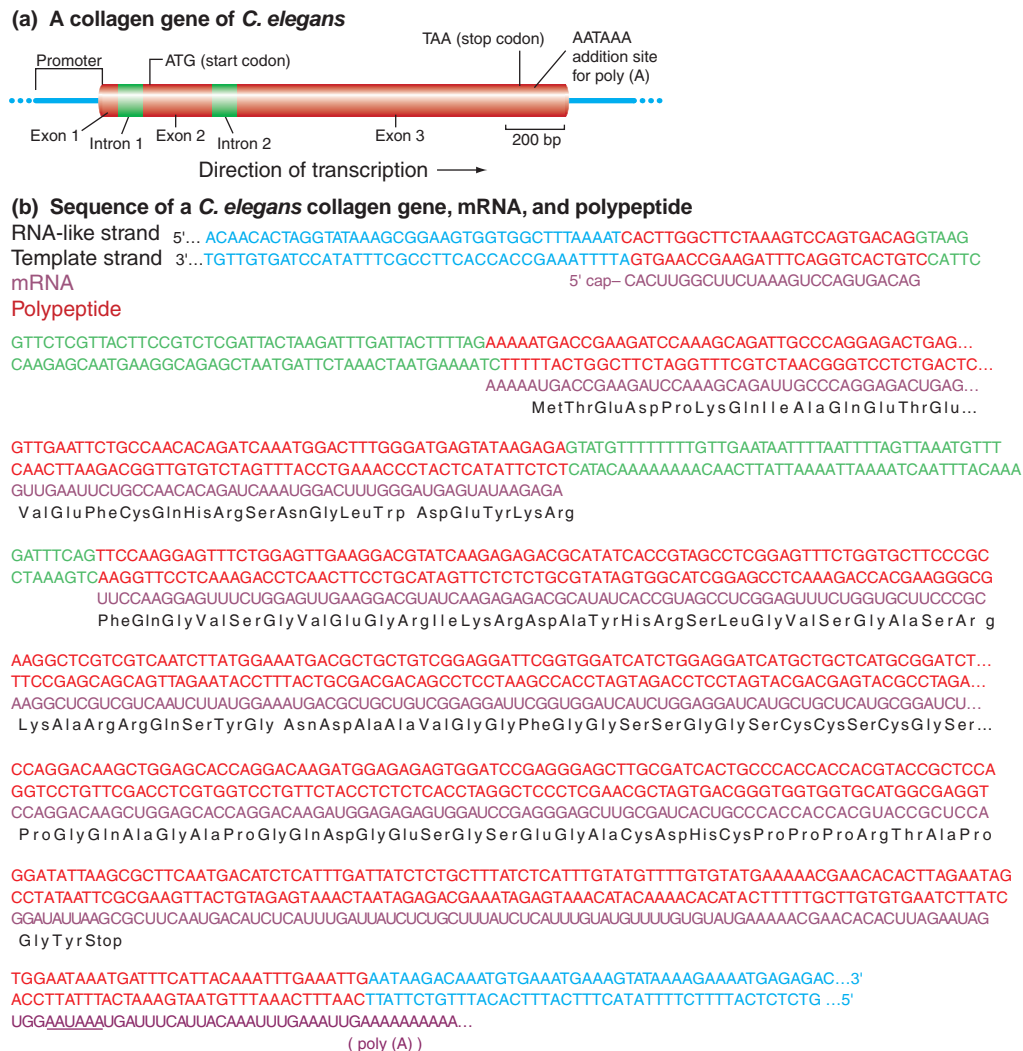 (a) A collagen gene of C. elegans
TAA (stop codon)
AATAAA
addition site
for poly (A)
Promoter
ATG (start codon)
Exon 1
Intron 1
Exon 2
Intron 2
Exon 3
200 bp
Direction of transcription
(b) Sequence of a C. elegans collagen gene, mRNA, and polypeptide
RNA-like strand 5'... ACAACACTAGGTATAAAGCGGAAGTGGTGGCTTTAAAATCACTTGGCTTCTAAAGTCCAGTGACAGGTAAG
Template strand 3'...TGTTGTGATCCATATTTCGCCTTCACCACCGAAATTTTAGTGAACCGAAGATTTCAGGTCACTGTCCATTC
mRNA 5' cap– CACUUGGCUUCUAAAGUCCAGUGACAG
Polypeptide
GTTCTCGTTACTTCCGTCTCGATTACTAAGATTTGATTACTTTTAGAAAAATGACCGAAGATCCAAAGCAGATTGCCCAGGAGACTGAG...
CAAGAGCAATGAAGGCAGAGCTAATGATTCTAAACTAATGAAAATCTTTTTACTGGCTTCTAGGTTTCGTCTAACGGGTCCTCTGACTC...
AAAAAUGACCGAAGAUCCAAAGCAGAUUGCCCAGGAGACUGAG...
MetThrGluAspProLysGlnIleAlaGlnGluThrGlu...
GTTGAATTCTGCCAACACAGATCAAATGGACTTTGGGATGAGTATAAGAGAGTATGTTTTTTTTGTTGAATAATTTTAATTTTAGTTAAATGTTT
CAACTTAAGACGGTTGTGTCTAGTTTACCTGAAACCCTACTCATATTCTCTCATACAAAAAAAACAACTTATTAAAATTAAAATCAATTTACAAA
GUUGAAUUCUGCCAACACAGAUCAAAUGGACUUUGGGAUGAGUAUAAGAGA
ValGluPheCysGlnHisArgSerAsnGlyLeuTrp AspGluTyrLysArg
GATTTCAGTTCCAAGGAGTTTCTGGAGTTGAAGGACGTATCAAGAGAGACGCATATCACCGTAGCCTCGGAGTTTCTGGTGCTTCCCGC
CTAAAGTCAAGGTTCCTCAAAGACCTCAACTTCCTGCATAGTTCTCTCTGCGTATAGTGGCATCGGAGCCTCAAAGACCACGAAGGGCG
UUCCAAGGAGUUUCUGGAGUUGAAGGACGUAUCAAGAGAGACGCAUAUCACCGUAGCCUCGGAGUUUCUGGUGCUUCCCGC
PheGlnGlyValSerGlyValGluGlyArgIleLysArgAspAlaTyrHisArgSerLeuGlyValSerGlyAlaSerAr g
AAGGCTCGTCGTCAATCTTATGGAAATGACGCTGCTGTCGGAGGATTCGGTGGATCATCTGGAGGATCATGCTGCTCATGCGGATCT...
TTCCGAGCAGCAGTTAGAATACCTTTACTGCGACGACAGCCTCCTAAGCCACCTAGTAGACCTCCTAGTACGACGAGTACGCCTAGA...
AAGGCUCGUCGUCAAUCUUAUGGAAAUGACGCUGCUGUCGGAGGAUUCGGUGGAUCAUCUGGAGGAUCAUGCUGCUCAUGCGGAUCU...
LysAlaArgArgGlnSerTyrGly AsnAspAlaAlaValGlyGlyPheGlyGlySerSerGlyGlySerCysCysSerCysGlySer...
CCAGGACAAGCTGGAGCACCAGGACAAGATGGAGAGAGTGGATCCGAGGGAGCTTGCGATCACTGCCCACCACCACGTACCGCTCCA
GGTCCTGTTCGACCTCGTGGTCCTGTTCTACCTCTCTCACCTAGGCTCCCTCGAACGCTAGTGACGGGTGGTGGTGCATGGCGAGGT
CCAGGACAAGCUGGAGCACCAGGACAAGAUGGAGAGAGUGGAUCCGAGGGAGCUUGCGAUCACUGCCCACCACCACGUACCGCUCCA
ProGlyGlnAlaGlyAlaProGlyGlnAspGlyGluSerGlySerGluGlyAlaCysAspHisCysProProProArgThrAlaPro
GGATATTAAGCGCTTCAATGACATCTCATTTGATTATCTCTGCTTTATCTCATTTGTATGTTTTGTGTATGAAAAACGAACACACTTAGAATAG
CCTATAATTCGCGAAGTTACTGTAGAGTAAACTAATAGAGACGAAATAGAGTAAACATACAAAACACATACTTTTTGCTTGTGTGAATCTTATC
GGAUAUUAAGCGCUUCAAUGACAUCUCAUUUGAUUAUCUCUGCUUUAUCUCAUUUGUAUGUUUUGUGUAUGAAAAACGAACACACUUAGAAUAG
GlyTyrStop
TGGAATAAATGATTTCATTACAAATTTGAAATTGAATAAGACAAATGTGAAATGAAAGTATAAAAGAAAATGAGAGAC...3'
ACCTTATTTACTAAAGTAATGTTTAAACTTTAACTTATTCTGTTTACACTTTACTTTCATATTTTCTTTTACTCTCTG ...5'
UGGAAUAAAUGAUUUCAUUACAAAUUUGAAAUUGAAAAAAAAAA...
( poly (A) )